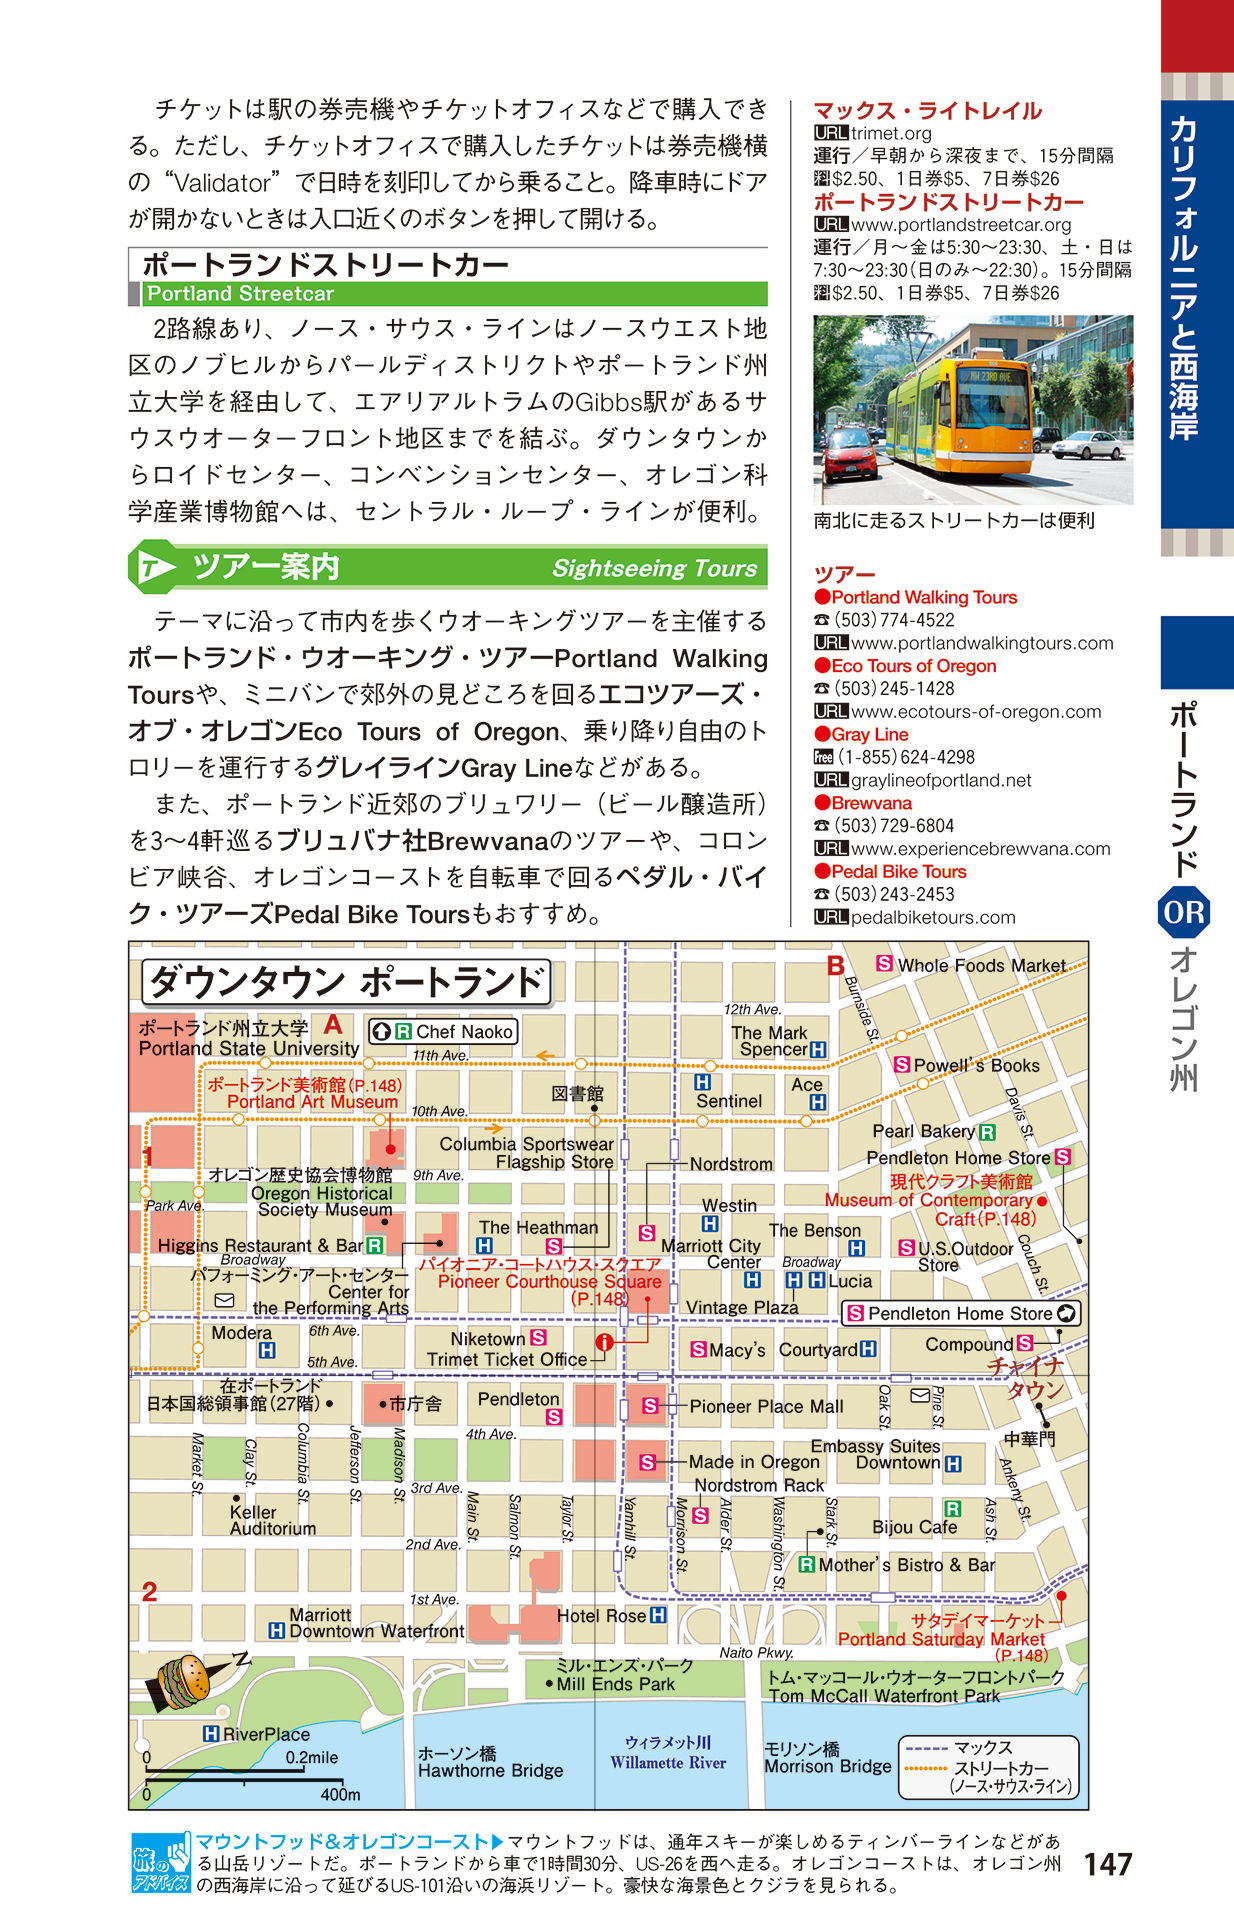 チケットは駅の券売機やチケットオフィスなどで購入でき
る。ただし、チケットオフィスで購入したチケットは券売機横
の“Validator”で日時を刻印してから乗ること。降車時にドア
が開かないときは入口近くのボタンを押して開ける。
ポートランドストリートカー
Portland Streetcar
2路線あり、ノース・サウス・ラインはノースウエスト地
区のノブヒルからパールディストリクトやポートランド州
立大学を経由して、エアリアルトラムのGibbs駅があるサ
ウスウオーターフロント地区までを結ぶ。ダウンタウンか
らロイドセンター、コンベンションセンター、オレゴン科
学産業博物館へは、セントラル・ループ・ラインが便利。
T ツアー案内 Sightseeing Tours
テーマに沿って市内を歩くウオーキングツアーを主催する
ポートランド・ウオーキング・ツアーPortland Walking
Toursや、ミニバンで郊外の見どころを回るエコツアーズ・
オブ・オレゴンEco Tours of Oregon、乗り降り自由のト
ロリーを運行するグレイラインGray Lineなどがある。
また、ポートランド近郊のブリュワリー（ビール醸造所）
を3～4軒巡るブリュバナ社Brewvanaのツアーや、コロン
ビア峡谷、オレゴンコーストを自転車で回るペダル・バイ
ク・ツアーズPedal Bike Toursもおすすめ。
マックス・ライトレイル
URL trimet.org
運行／早朝から深夜まで、15分間隔
料$2.50、1日券$5、7日券$26
ポートランドストリートカー
URL www.portlandstreetcar.org
運行／月～金は5:30～23:30、土・日は
7:30～23:30(日のみ～22:30)。15分間隔
料$2.50、1日券$5、7日券$26
NW 23RD AVE
南北に走るストリートカーは便利
ツアー
●Portland Walking Tours
☎(503)774-4522
URL www.portlandwalkingtours.com
●Eco Tours of Oregon
☎(503)245-1428
URL www.ecotours-of-oregon.com
●Gray Line
free (1-855)624-4298
URL graylineofportland.net
●Brewvana
☎(503)729-6804
URL www.experiencebrewvana.com
●Pedal Bike Tours
☎(503)243-2453
URL pedalbiketours.com
カリフォルニアと西海岸
ポートランド
OR
オレゴン州
ダウンタウン ポートランド
A
B
1
2
S Whole Foods Market
Burnside St.
12th Ave.
ポートランド州立大学
Portland State University
R Chef Naoko
11th Ave.
The Mark
Spencer H
S Powell's Books
ポートランド美術館(P.148)
Portland Art Museum
10th Ave.
図書館
H
Sentinel
Ace
H
Davis St.
Columbia Sportswear
Flagship Store
Pearl Bakery R
Pendleton Home Store S
Nordstrom
オレゴン歴史協会博物館
Oregon Historical
Society Museum
9th Ave.
現代クラフト美術館
Museum of Contemporary
Craft(P.148)
Park Ave.
Westin
H
The Heathman
H
S
S
The Benson
H
Higgins Restaurant & Bar R
Marriott City
Center
H
S U.S.Outdoor
Store
Couch St.
Broadway
Broadway
パイオニア・コートハウス・スクエア
Pioneer Courthouse Square
(P.148)
パフォーミング・アート・センター
Center for
the Performing Arts
H H Lucia
Vintage Plaza
S Pendleton Home Store
Modera
H
6th Ave.
Niketown S
Trimet Ticket Office
i
S Macy's
Courtyard H
Compound S
チャイナ
タウン
5th Ave.
在ポートランド
日本国総領事館(27階)
市庁舎
Pendleton
S
S
Pioneer Place Mall
Oak St.
Pine St.
中華門
4th Ave.
Market St.
Clay St.
Columbia St.
Jefferson St.
Madison St.
S
Made in Oregon
Embassy Suites
Downtown H
Nordstrom Rack
S
Ankeny St.
3rd Ave.
Main St.
Salmon St.
Taylor St.
Yamhill St.
Morrison St.
Alder St.
Washington St.
Stark St.
Ash St.
Keller
Auditorium
R
Bijou Cafe
2nd Ave.
R Mother's Bistro & Bar
1st Ave.
Marriott
H Downtown Waterfront
Hotel Rose H
サタデイマーケット
Portland Saturday Market
(P.148)
Naito Pkwy.
N
ミル・エンズ・パーク
Mill Ends Park
トム・マッコール・ウオーターフロントパーク
Tom McCall Waterfront Park
H RiverPlace
0 0.2mile
0 400m
ホーソン橋
Hawthorne Bridge
ウィラメット川
Willamette River
モリソン橋
Morrison Bridge
マックス
ストリートカー
(ノース・サウス・ライン)
旅の
アドバイス
マウントフッド＆オレゴンコースト▶マウントフッドは、通年スキーが楽しめるティンバーラインなどがあ
る山岳リゾートだ。ポートランドから車で1時間30分、US-26を西へ走る。オレゴンコーストは、オレゴン州
の西海岸に沿って延びるUS-101沿いの海浜リゾート。豪快な海景色とクジラを見られる。
147